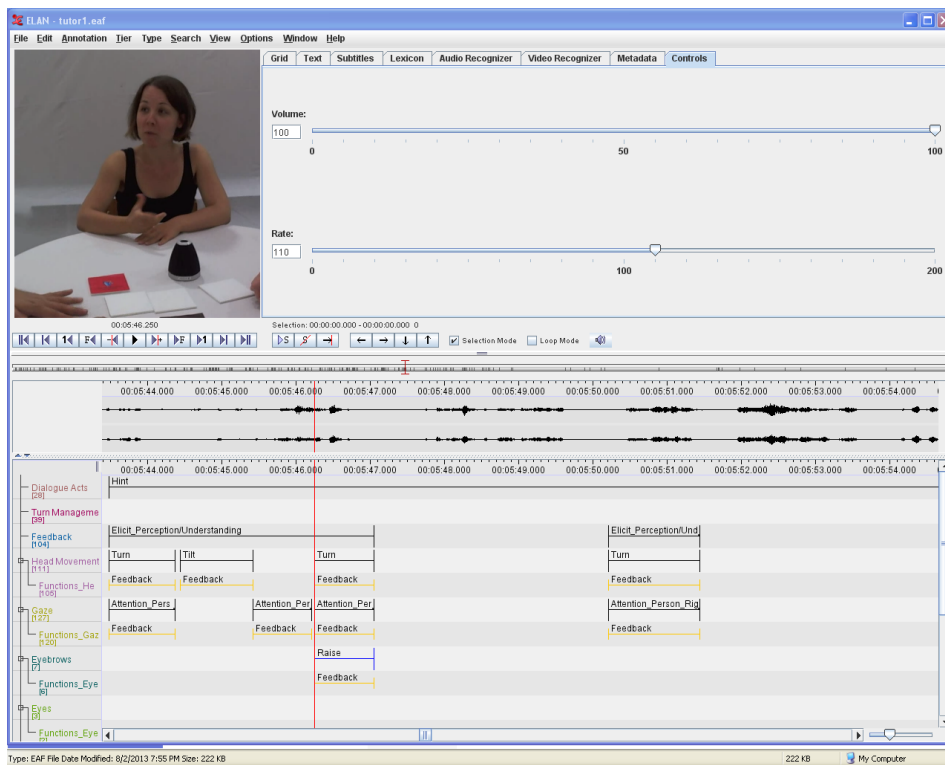 ELAN - tutor1.eaf
File Edit Annotation Tier Type Search View Options Window Help
Grid Text Subtitles Lexicon Audio Recognizer Video Recognizer Metadata Controls
Volume:
100
0 50 100
Rate:
110
0 100 200
00:05:46.250
Selection: 00:00:00.000 - 00:00:00.000 0
Selection Mode Loop Mode
00:05:44.000 00:05:45.000 00:05:46.000 00:05:47.000 00:05:48.000 00:05:49.000 00:05:50.000 00:05:51.000 00:05:52.000 00:05:53.000 00:05:54.000
00:05:44.000 00:05:45.000 00:05:46.000 00:05:47.000 00:05:48.000 00:05:49.000 00:05:50.000 00:05:51.000 00:05:52.000 00:05:53.000 00:05:54.000
Dialogue Acts Hint
[28]
Turn Manageme
[39]
Feedback Elicit_Perception/Understanding Elicit_Perception/Und
[104]
Head Movement Turn Tilt Turn Turn
[111]
Functions_He Feedback Feedback Feedback Feedback
[105]
Gaze Attention_Pers Attention_Per Attention_Per Attention_Person_Rig
[127]
Functions_Gaz Feedback Feedback Feedback Feedback
[120]
Eyebrows Raise
[7]
Functions_Eye Feedback
[6]
Eyes
[3]
Functions_Eye
Type: EAF File Date Modified: 8/2/2013 7:55 PM Size: 222 KB 222 KB My Computer